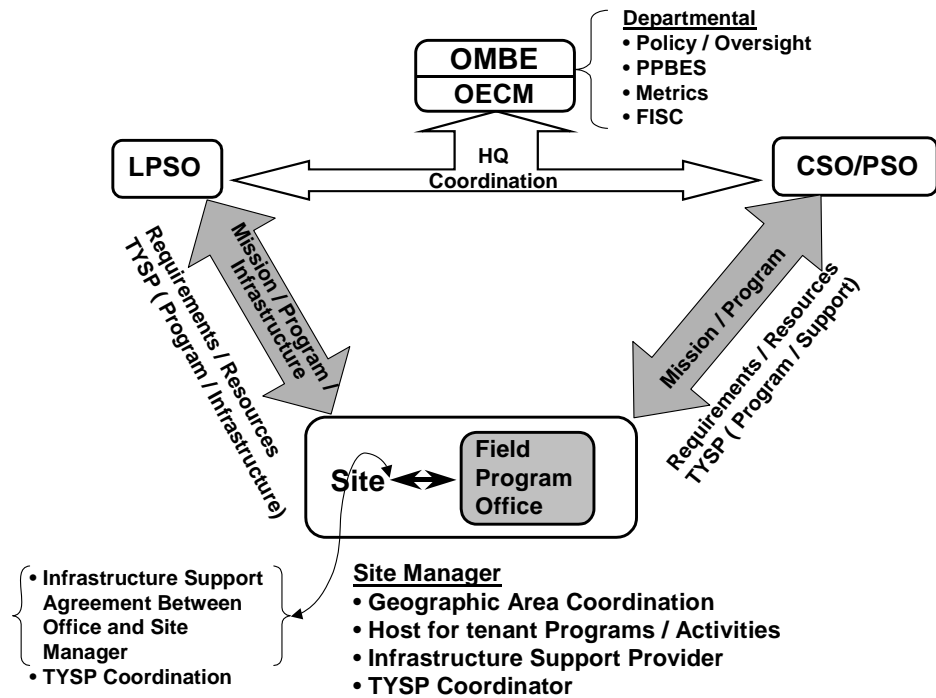 Departmental
• Policy / Oversight
• PPBES
• Metrics
• FISC
OMBE
OECM
HQ
Coordination
LPSO
CSO/PSO
Mission / Program /
Infrastructure
Requirements / Resources
TYSP ( Program / Infrastructure)
Mission / Program
Requirements / Resources
TYSP ( Program / Support)
Site
Field
Program
Office
• Infrastructure Support
Agreement Between
Office and Site
Manager
• TYSP Coordination
Site Manager
• Geographic Area Coordination
• Host for tenant Programs / Activities
• Infrastructure Support Provider
• TYSP Coordinator